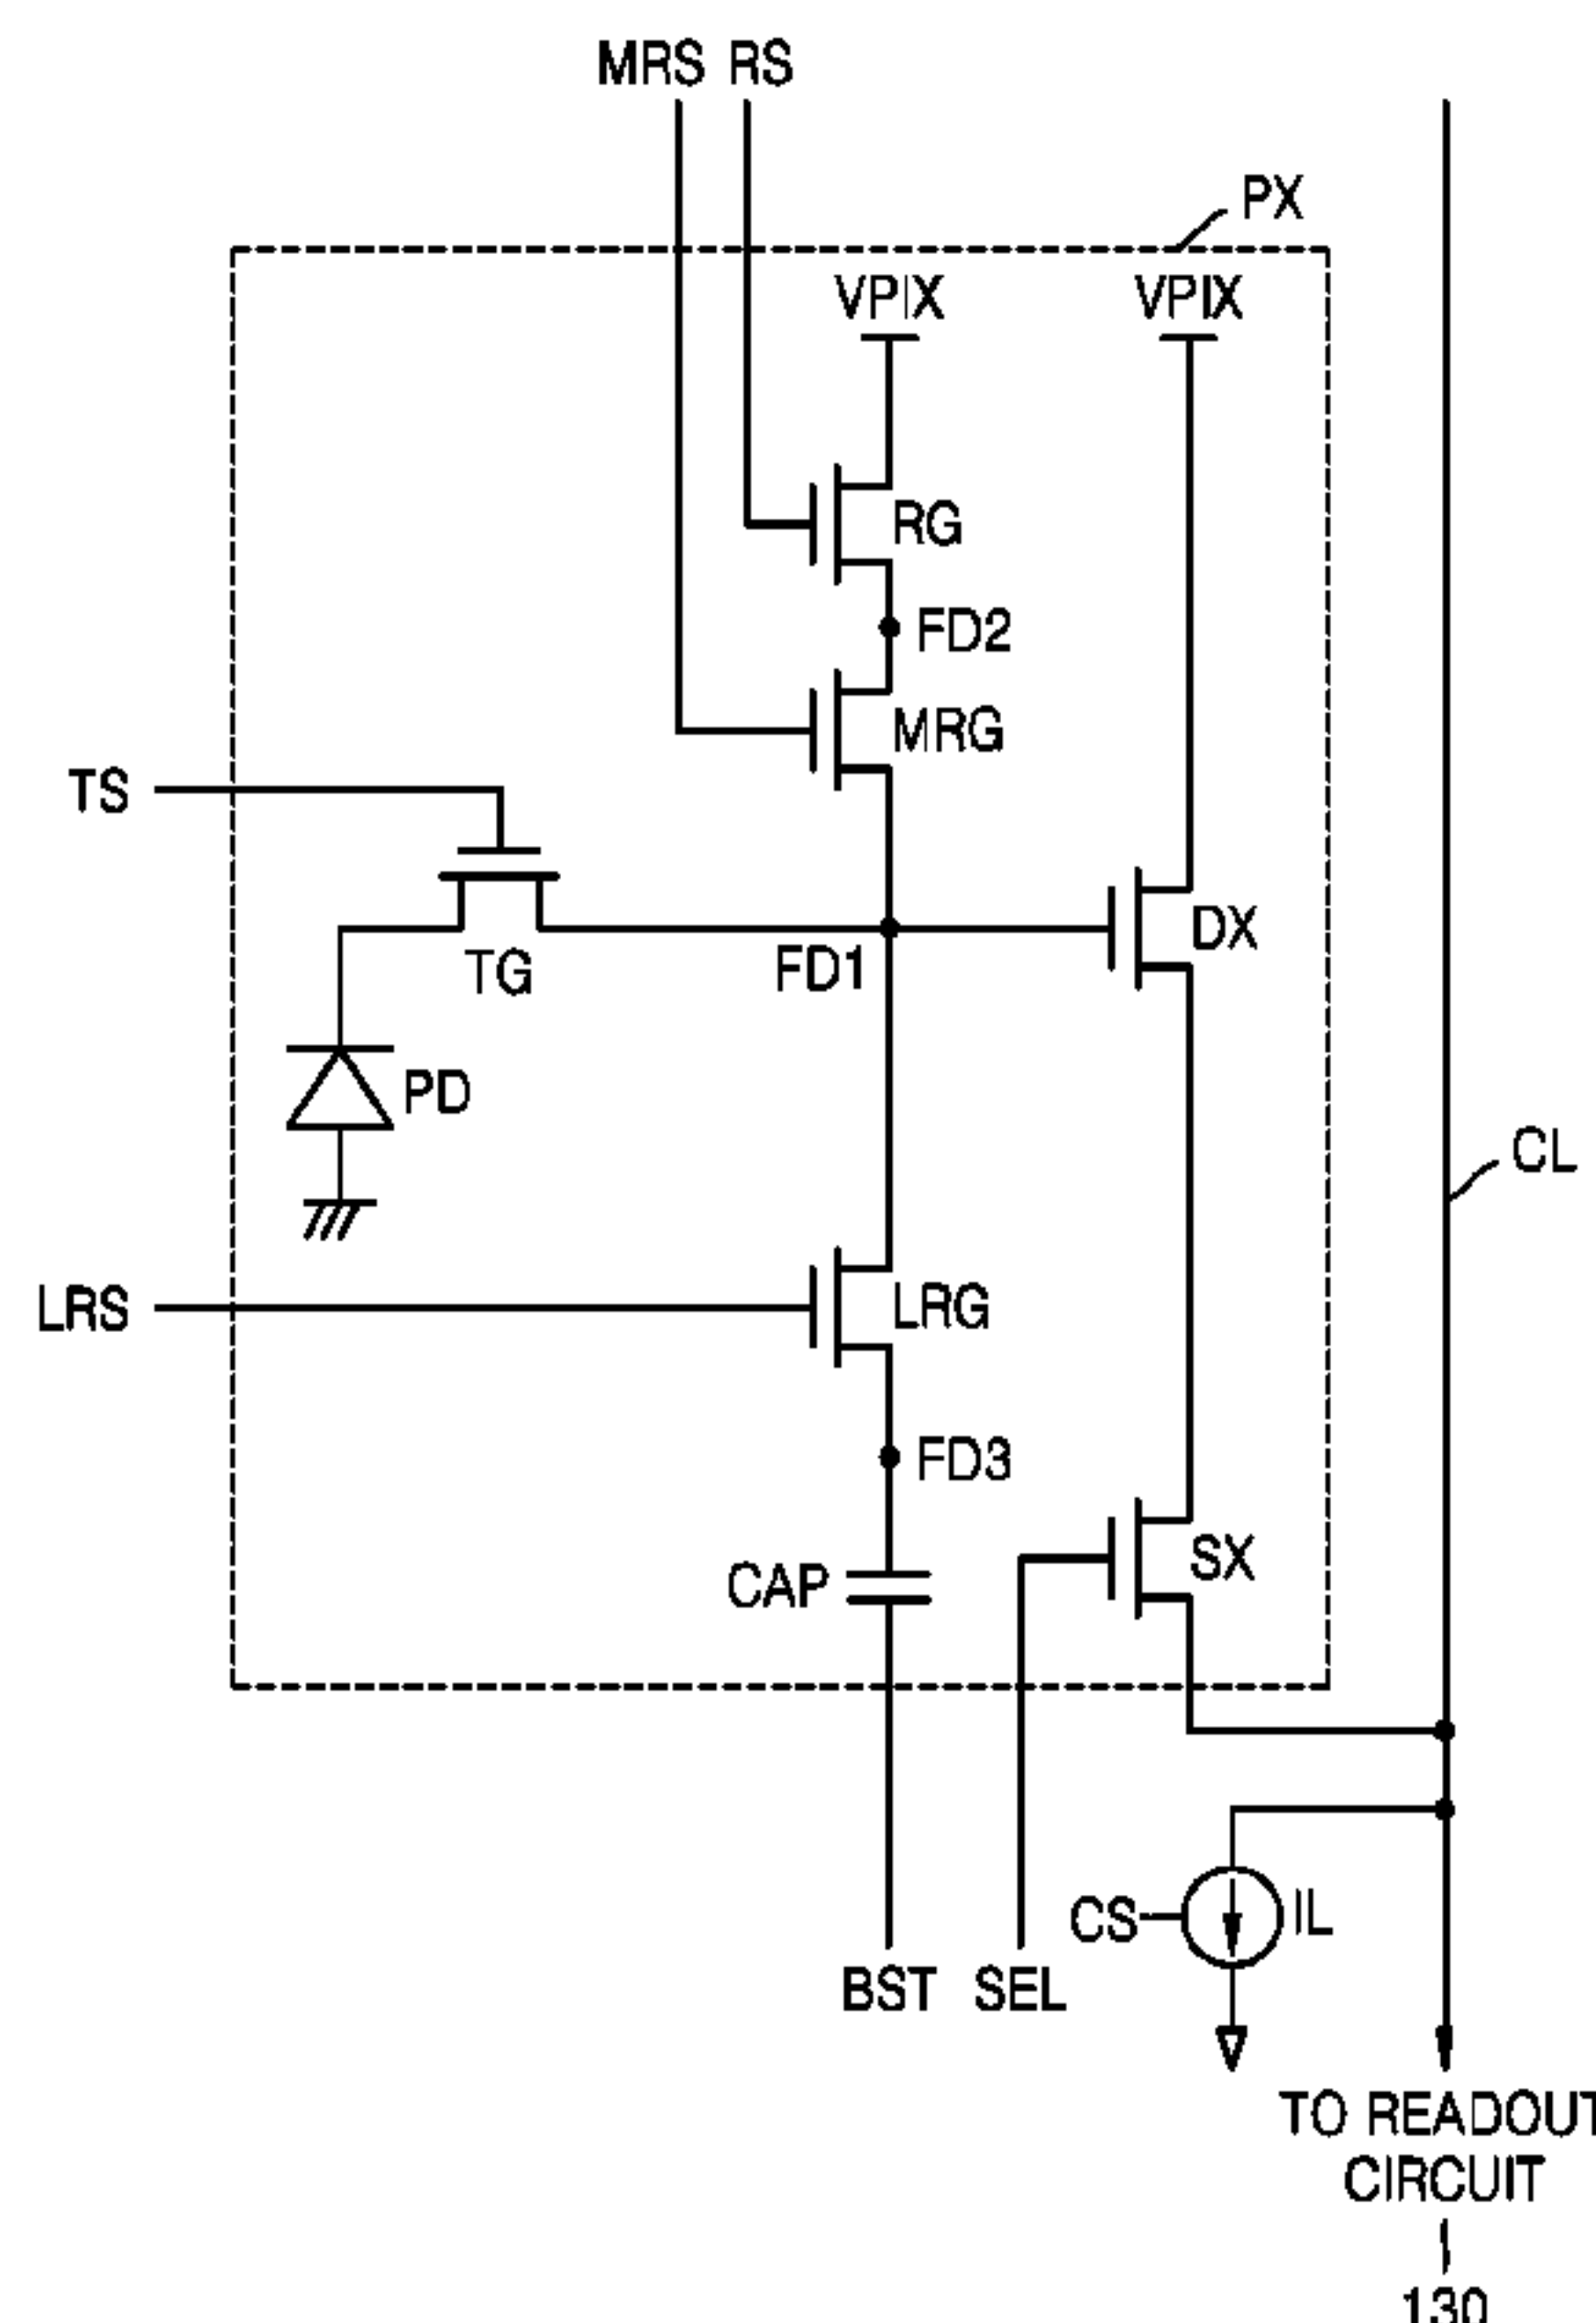 MRS RS
PX
VPIX VPIX
RG
FD2
MRG
TS
DX
TG
FD1
PD
CL
LRS
LRG
FD3
CAP
SX
CS
IL
BST SEL
TO READOUT
CIRCUIT
130